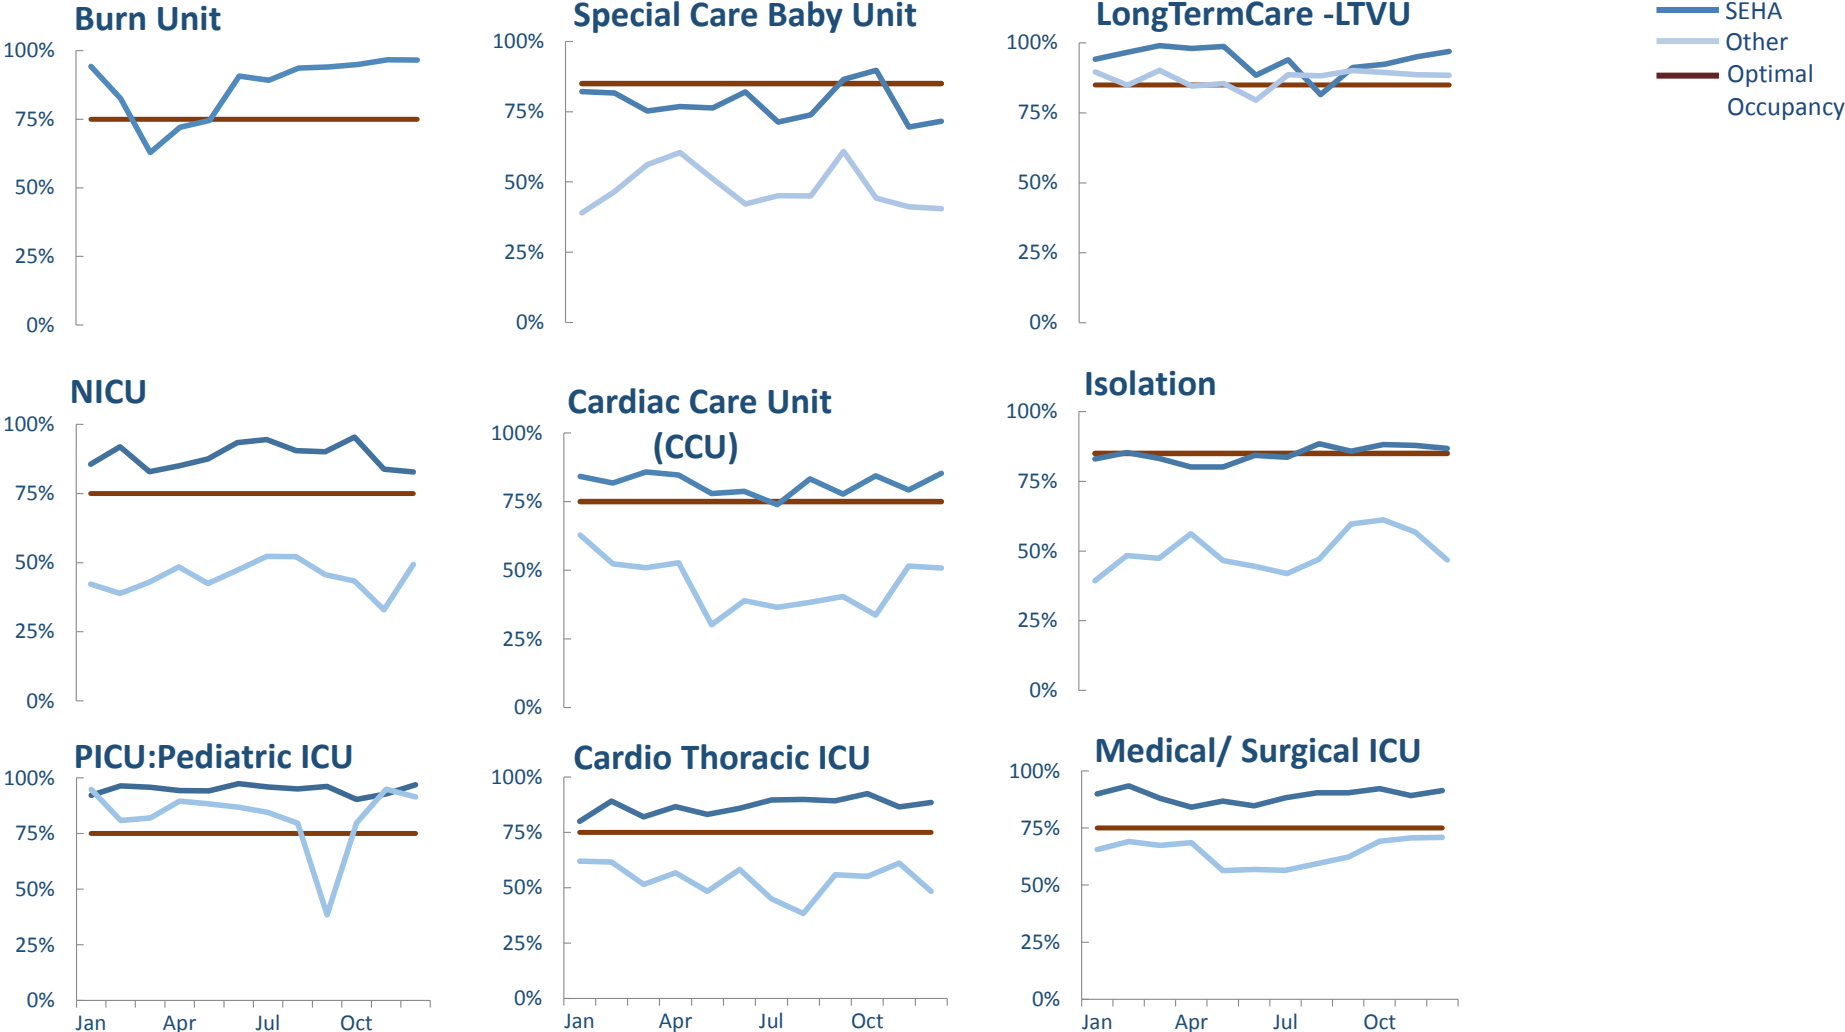 Burn Unit
100%
75%
50%
25%
0%
Special Care Baby Unit
100%
75%
50%
25%
0%
LongTermCare -LTVU
100%
75%
50%
25%
0%
SEHA
Other
Optimal
Occupancy
NICU
100%
75%
50%
25%
0%
Cardiac Care Unit
(CCU)
100%
75%
50%
25%
0%
Isolation
100%
75%
50%
25%
0%
PICU:Pediatric ICU
100%
75%
50%
25%
0%
Jan Apr Jul Oct
Cardio Thoracic ICU
100%
75%
50%
25%
0%
Jan Apr Jul Oct
Medical/ Surgical ICU
100%
75%
50%
25%
0%
Jan Apr Jul Oct